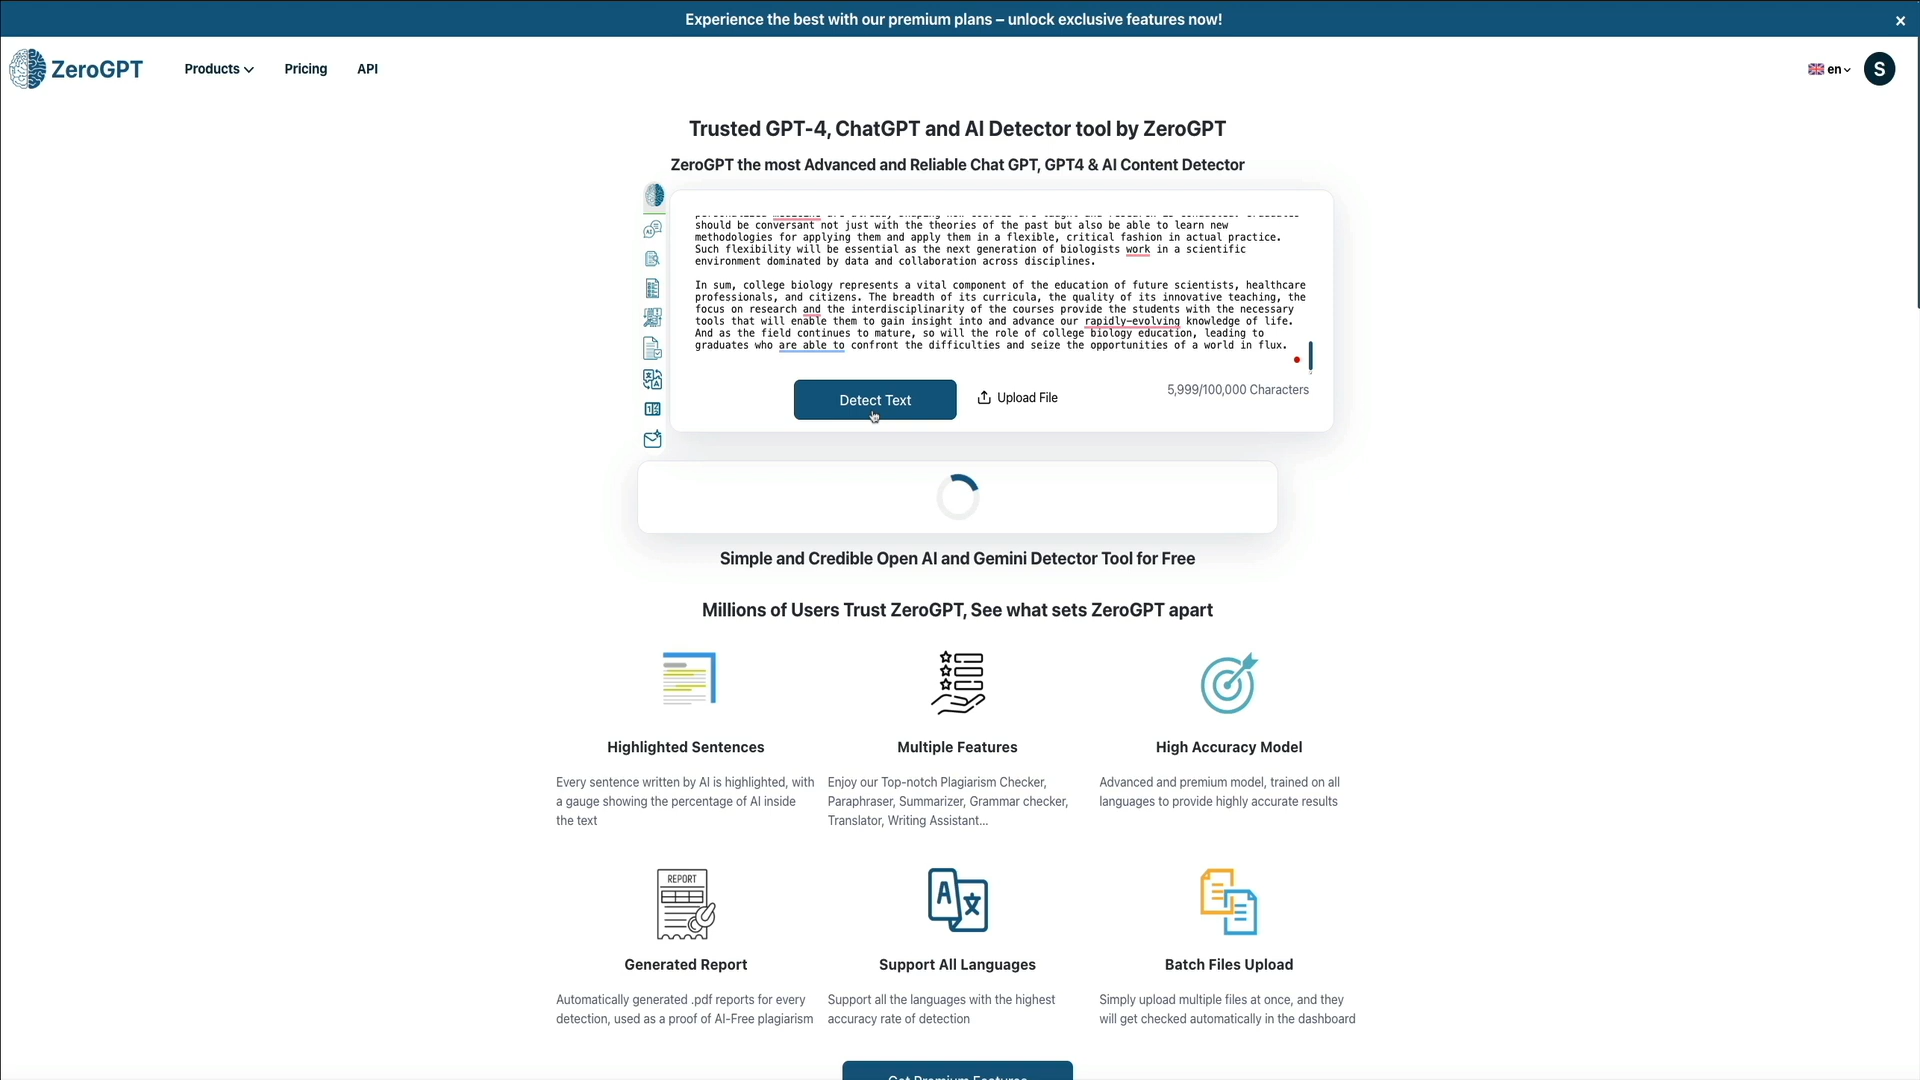 Experience the best with our premium plans – unlock exclusive features now!
ZeroGPT Products Pricing API en S
Trusted GPT-4, ChatGPT and AI Detector tool by ZeroGPT
ZeroGPT the most Advanced and Reliable Chat GPT, GPT4 & AI Content Detector
should be conversant not just with the theories of the past but also be able to learn new
methodologies for applying them and apply them in a flexible, critical fashion in actual practice.
Such flexibility will be essential as the next generation of biologists work in a scientific
environment dominated by data and collaboration across disciplines.
In sum, college biology represents a vital component of the education of future scientists, healthcare
professionals, and citizens. The breadth of its curricula, the quality of its innovative teaching, the
focus on research and the interdisciplinarity of the courses provide the students with the necessary
tools that will enable them to gain insight into and advance our rapidly-evolving knowledge of life.
And as the field continues to mature, so will the role of college biology education, leading to
graduates who are able to confront the difficulties and seize the opportunities of a world in flux.
Detect Text
Upload File
5,999/100,000 Characters
Simple and Credible Open AI and Gemini Detector Tool for Free
Millions of Users Trust ZeroGPT, See what sets ZeroGPT apart
Highlighted Sentences
Every sentence written by AI is highlighted, with
a gauge showing the percentage of AI inside
the text
Multiple Features
Enjoy our Top-notch Plagiarism Checker,
Paraphraser, Summarizer, Grammar checker,
Translator, Writing Assistant...
High Accuracy Model
Advanced and premium model, trained on all
languages to provide highly accurate results
REPORT
Generated Report
Automatically generated .pdf reports for every
detection, used as a proof of AI-Free plagiarism
A 文
Support All Languages
Support all the languages with the highest
accuracy rate of detection
Batch Files Upload
Simply upload multiple files at once, and they
will get checked automatically in the dashboard
Get Premium Features